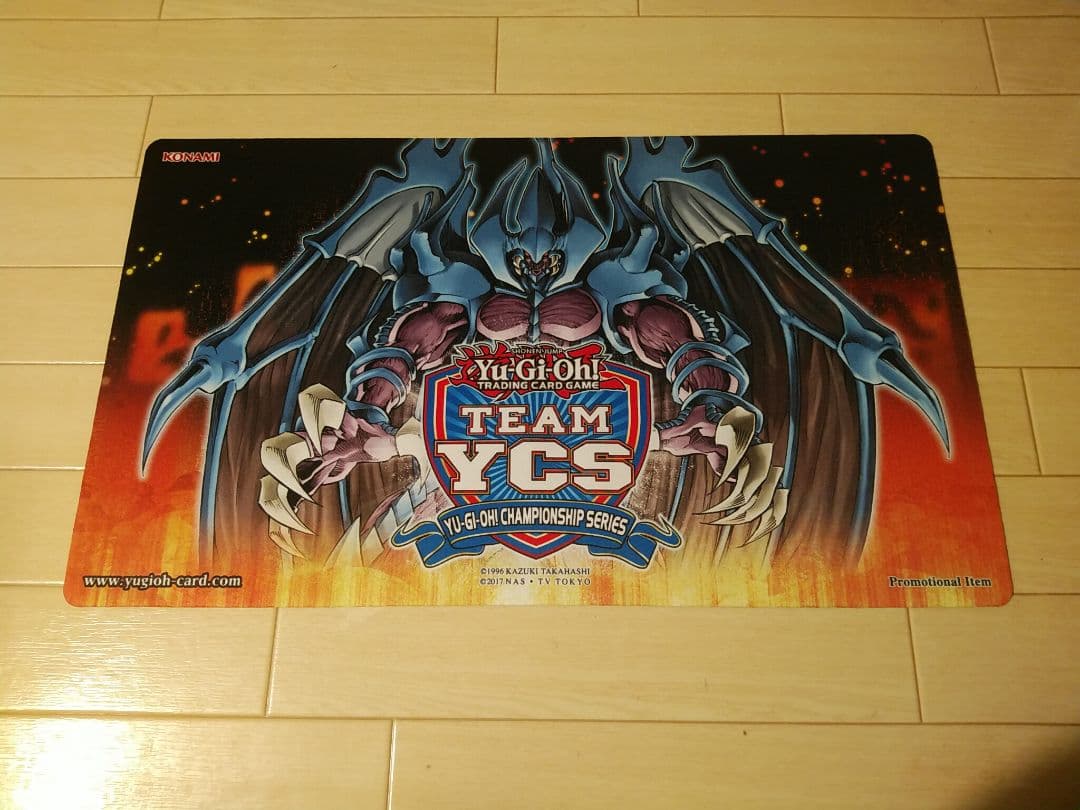 KONAMI
SHONEN JUMP
Yu-Gi-Oh!
TRADING CARD GAME
TEAM
YCS
YU-GI-OH! CHAMPIONSHIP SERIES
©1996 KAZUKI TAKAHASHI
©2017 NAS • TV TOKYO
www.yugioh-card.com
Promotional Item